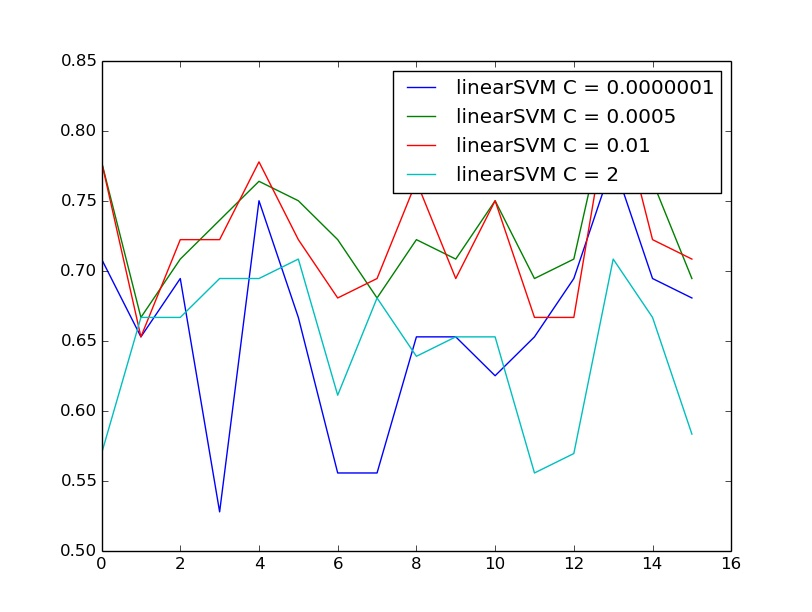 0.85
linearSVM C = 0.0000001
0.80
linearSVM C = 0.0005
linearSVM C = 0.01
0.75
linearSVM C = 2
0.70
0.65
0.60
0.55
0.50
0 2 4 6 8 10 12 14 16